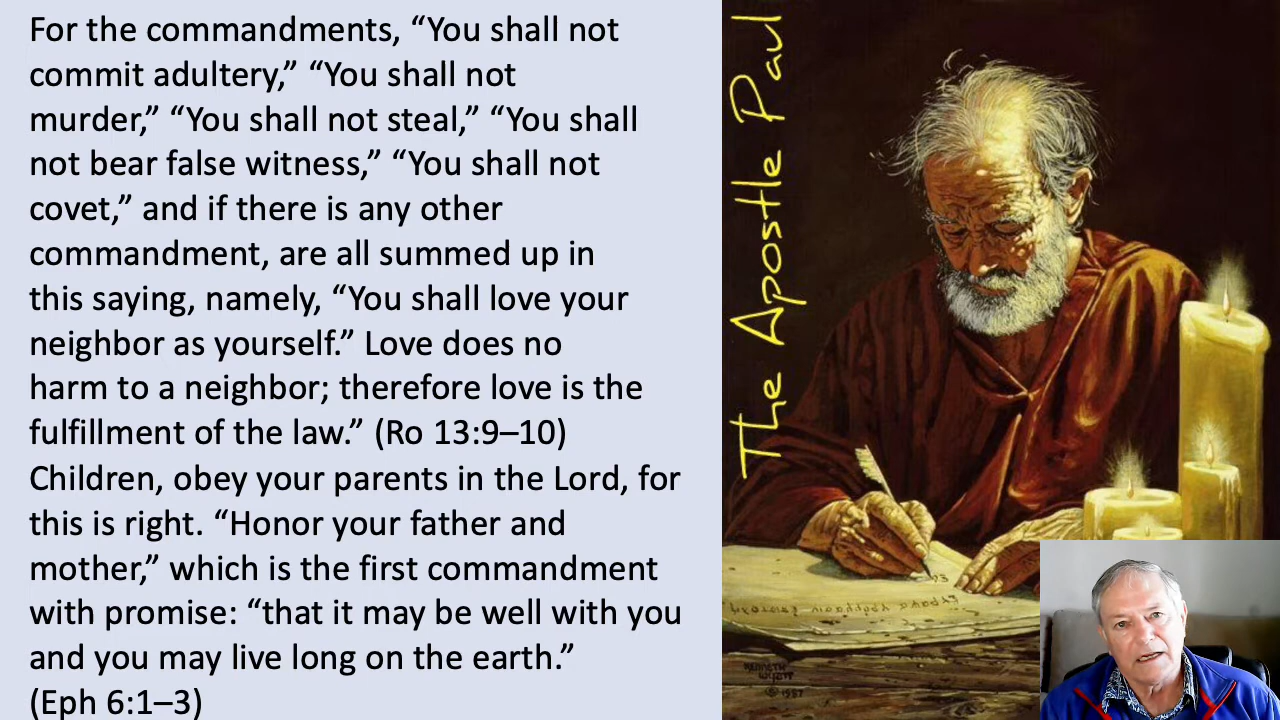 For the commandments, “You shall not
commit adultery,” “You shall not
murder,” “You shall not steal,” “You shall
not bear false witness,” “You shall not
covet,” and if there is any other
commandment, are all summed up in
this saying, namely, “You shall love your
neighbor as yourself.” Love does no
harm to a neighbor; therefore love is the
fulfillment of the law.” (Ro 13:9–10)
Children, obey your parents in the Lord, for
this is right. “Honor your father and
mother,” which is the first commandment
with promise: “that it may be well with you
and you may live long on the earth.”
(Eph 6:1–3)
The Apostle Paul
KENNETH
WYATT
© 1987